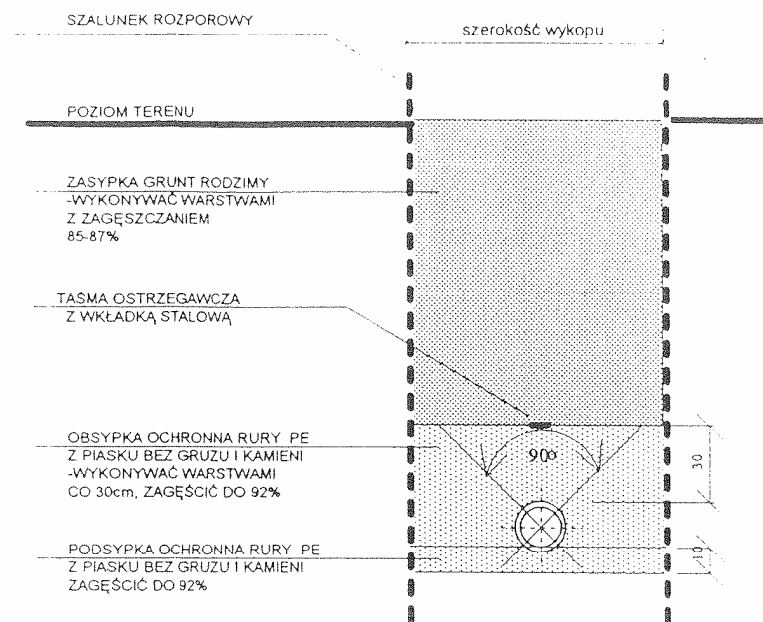 SZALUNEK ROZPOROWY
szerokość wykopu
POZIOM TERENU
ZASYPKA GRUNT RODZIMY
-WYKONYWAĆ WARSTWAMI
Z ZAGĘSZCZANIEM
85-87%
TAŚMA OSTRZEGAWCZA
Z WKŁADKĄ STALOWĄ
OBSYPKA OCHRONNA RURY PE
Z PIASKU BEZ GRUZU I KAMIENI
-WYKONYWAĆ WARSTWAMI
CO 30cm, ZAGĘŚCIĆ DO 92%
90°
30
PODSYPKA OCHRONNA RURY PE
Z PIASKU BEZ GRUZU I KAMIENI
ZAGĘŚCIĆ DO 92%
10